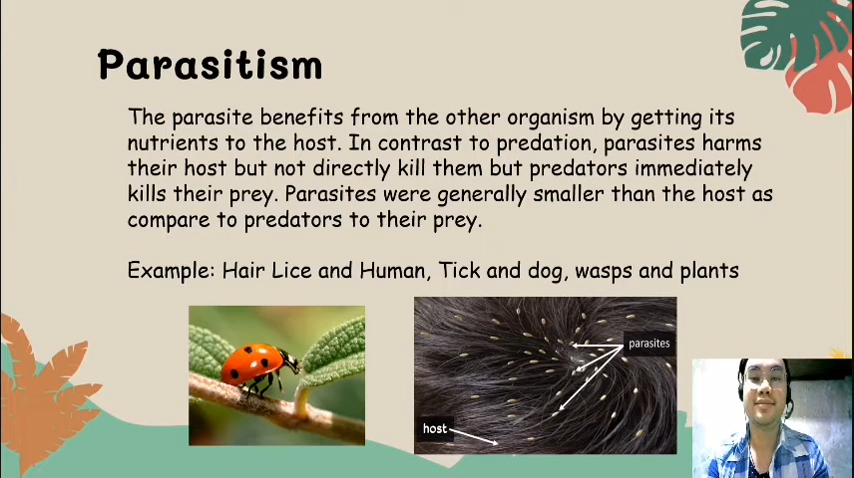 Parasitism
The parasite benefits from the other organism by getting its
nutrients to the host. In contrast to predation, parasites harms
their host but not directly kill them but predators immediately
kills their prey. Parasites were generally smaller than the host as
compare to predators to their prey.
Example: Hair Lice and Human, Tick and dog, wasps and plants
parasites
host